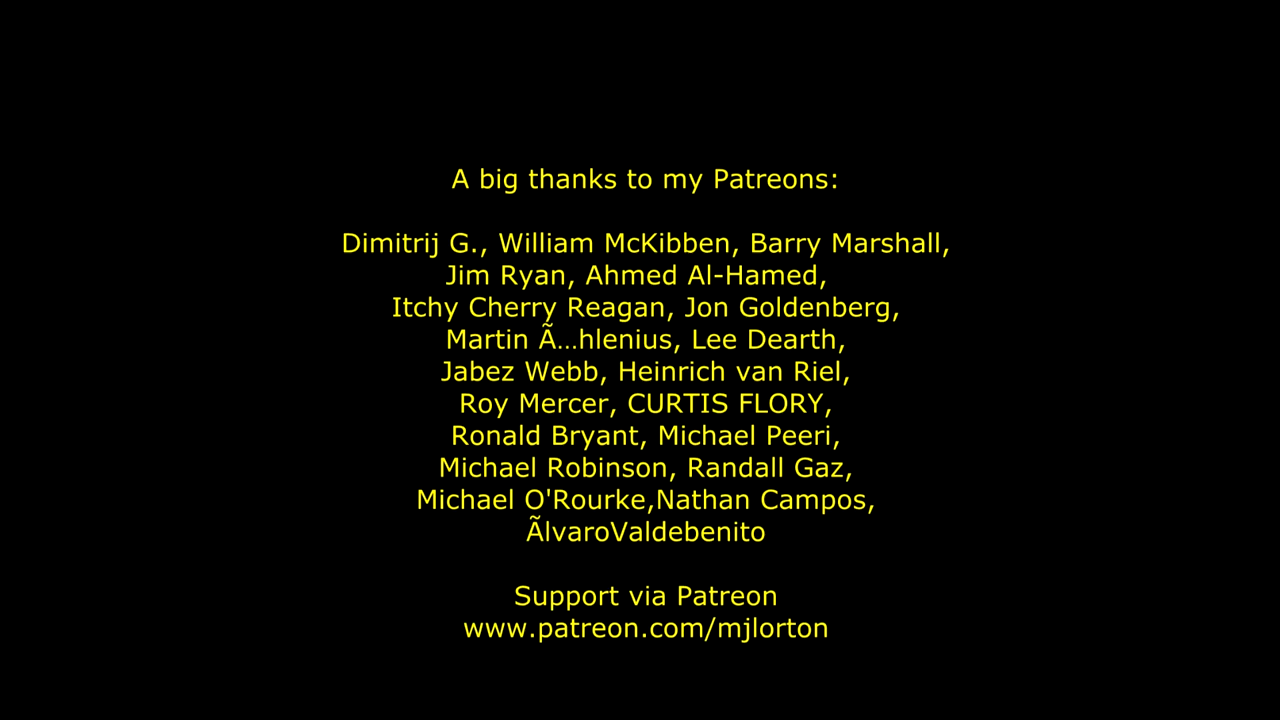 A big thanks to my Patreons:
Dimitrij G., William McKibben, Barry Marshall,
Jim Ryan, Ahmed Al-Hamed,
Itchy Cherry Reagan, Jon Goldenberg,
Martin Ã…hlenius, Lee Dearth,
Jabez Webb, Heinrich van Riel,
Roy Mercer, CURTIS FLORY,
Ronald Bryant, Michael Peeri,
Michael Robinson, Randall Gaz,
Michael O'Rourke,Nathan Campos,
ÃlvaroValdebenito
Support via Patreon
www.patreon.com/mjlorton